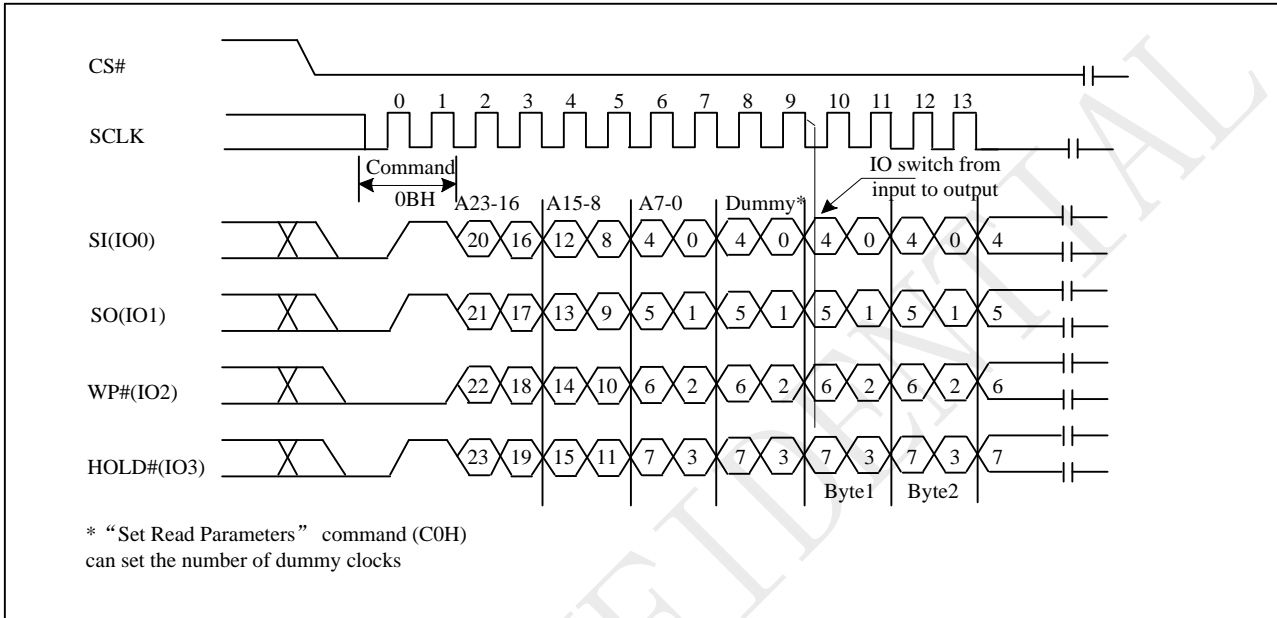 CS#
0 1 2 3 4 5 6 7 8 9 10 11 12 13
SCLK
Command
0BH
IO switch from
input to output
A23-16 A15-8 A7-0 Dummy*
SI(IO0) 20 16 12 8 4 0 4 0 4 0 4 0 4
SO(IO1) 21 17 13 9 5 1 5 1 5 1 5 1 5
WP#(IO2) 22 18 14 10 6 2 6 2 6 2 6 2 6
HOLD#(IO3) 23 19 15 11 7 3 7 3 7 3 7 3 7
Byte1 Byte2
* “Set Read Parameters” command (C0H)
can set the number of dummy clocks
FIDENTIAL